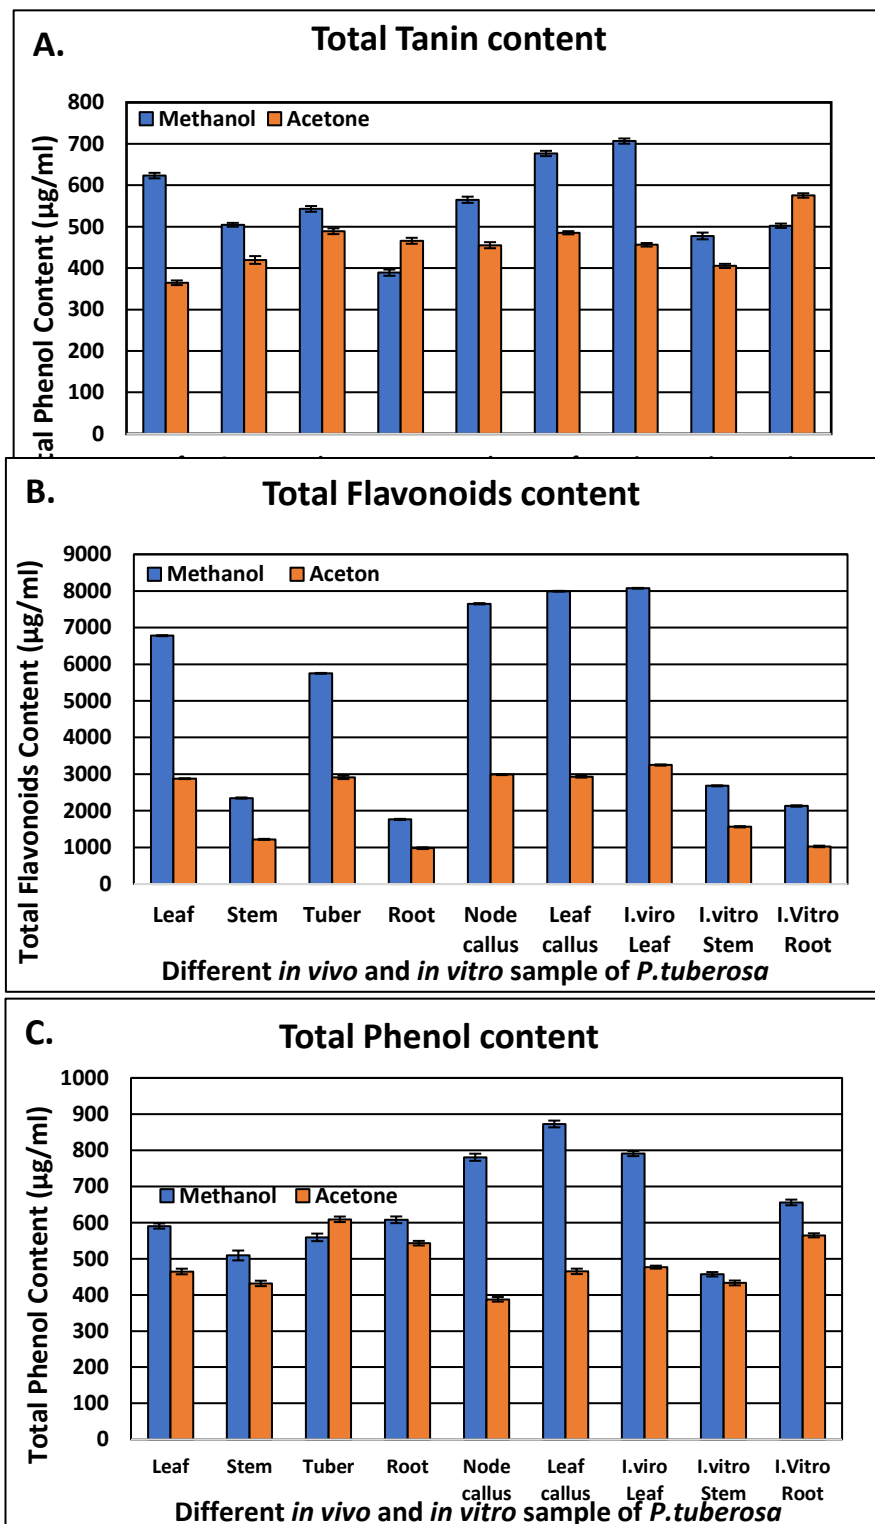 A.
Total Tanin content
tal Phenol Content (µg/ml)
800
700
600
500
400
300
200
100
0
Methanol
Acetone
B.
Total Flavonoids content
Total Flavonoids Content (µg/ml)
9000
8000
7000
6000
5000
4000
3000
2000
1000
0
Methanol
Aceton
Leaf
Stem
Tuber
Root
Node
callus
Leaf
callus
I.viro
Leaf
I.vitro
Stem
I.Vitro
Root
Different in vivo and in vitro sample of P.tuberosa
C.
Total Phenol content
Total Phenol Content (µg/ml)
1000
900
800
700
600
500
400
300
200
100
0
Methanol
Acetone
Leaf
Stem
Tuber
Root
Node
callus
Leaf
callus
I.viro
Leaf
I.vitro
Stem
I.Vitro
Root
Different in vivo and in vitro sample of P.tuberosa